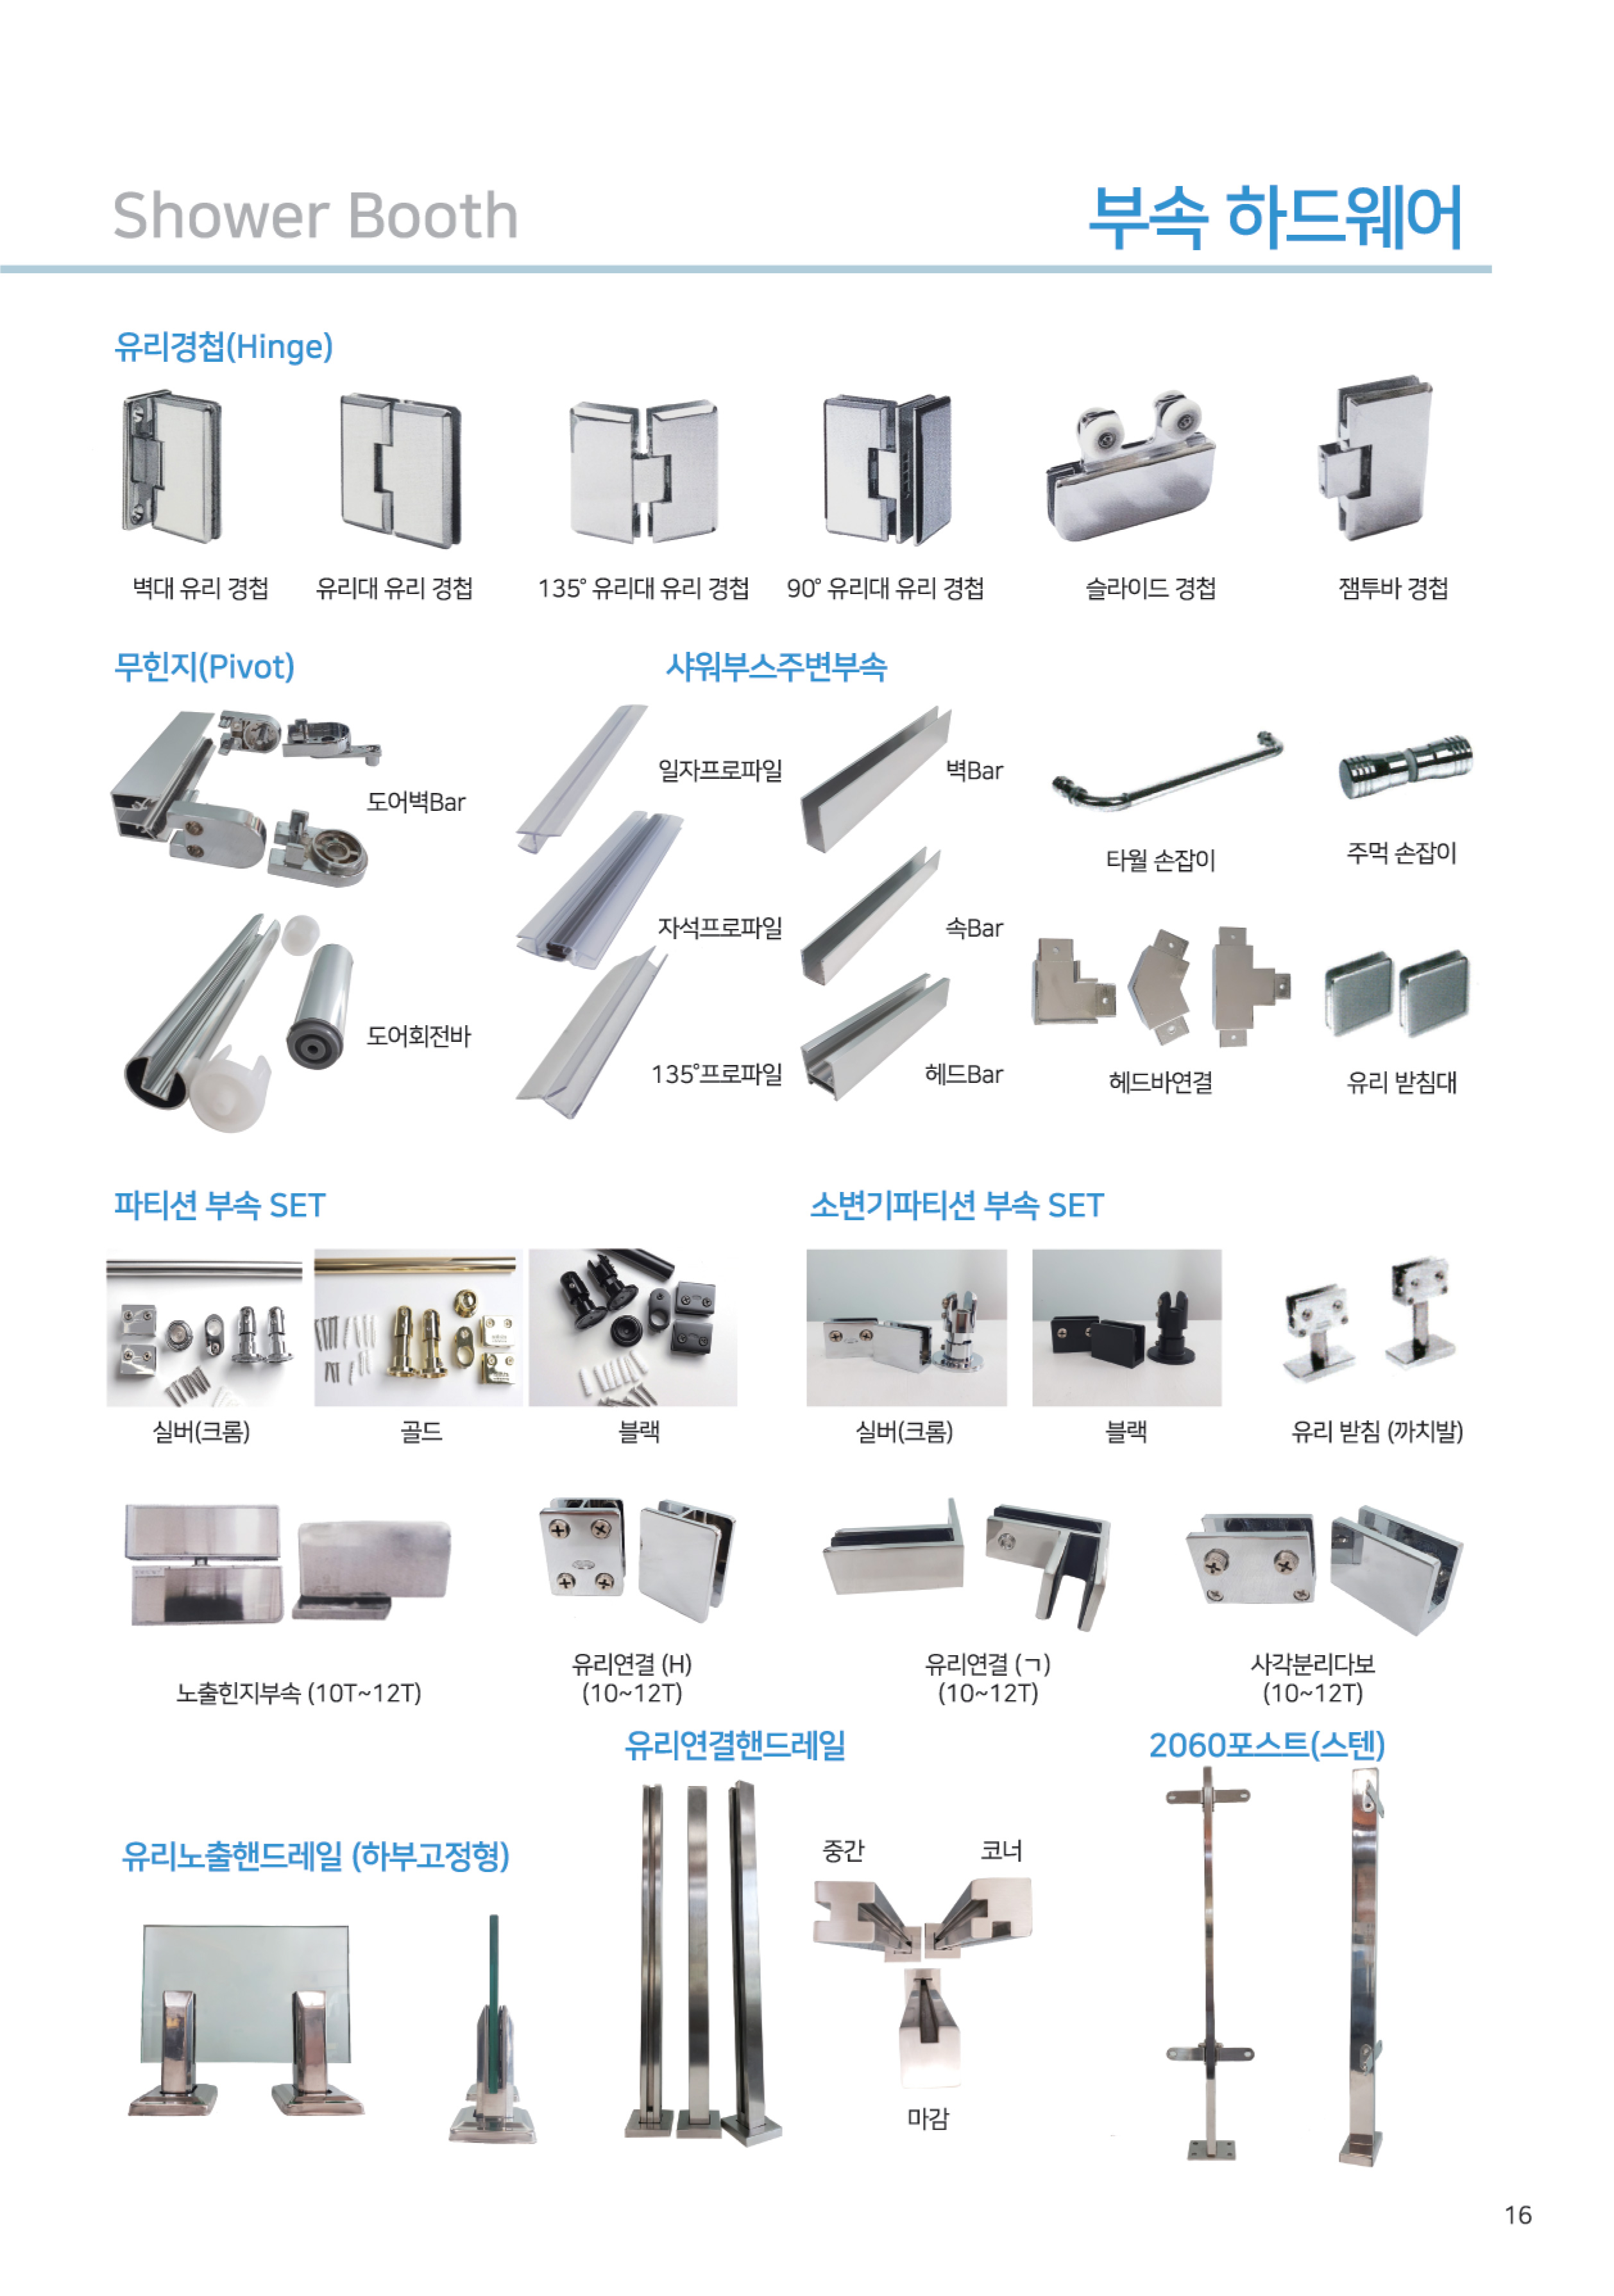 Shower Booth
부속 하드웨어
유리경첩(Hinge)
벽대 유리 경첩
유리대 유리 경첩
135° 유리대 유리 경첩
90° 유리대 유리 경첩
슬라이드 경첩
잼투바 경첩
무힌지(Pivot)
도어벽Bar
도어회전바
샤워부스주변부속
일자프로파일
벽Bar
자석프로파일
속Bar
135°프로파일
헤드Bar
타월 손잡이
주먹 손잡이
헤드바연결
유리 받침대
파티션 부속 SET
실버(크롬)
골드
블랙
소변기파티션 부속 SET
실버(크롬)
블랙
유리 받침 (까치발)
노출힌지부속 (10T~12T)
유리연결 (H)
(10~12T)
유리연결 (ㄱ)
(10~12T)
사각분리다보
(10~12T)
유리노출핸드레일 (하부고정형)
유리연결핸드레일
중간
코너
마감
2060포스트(스텐)
16